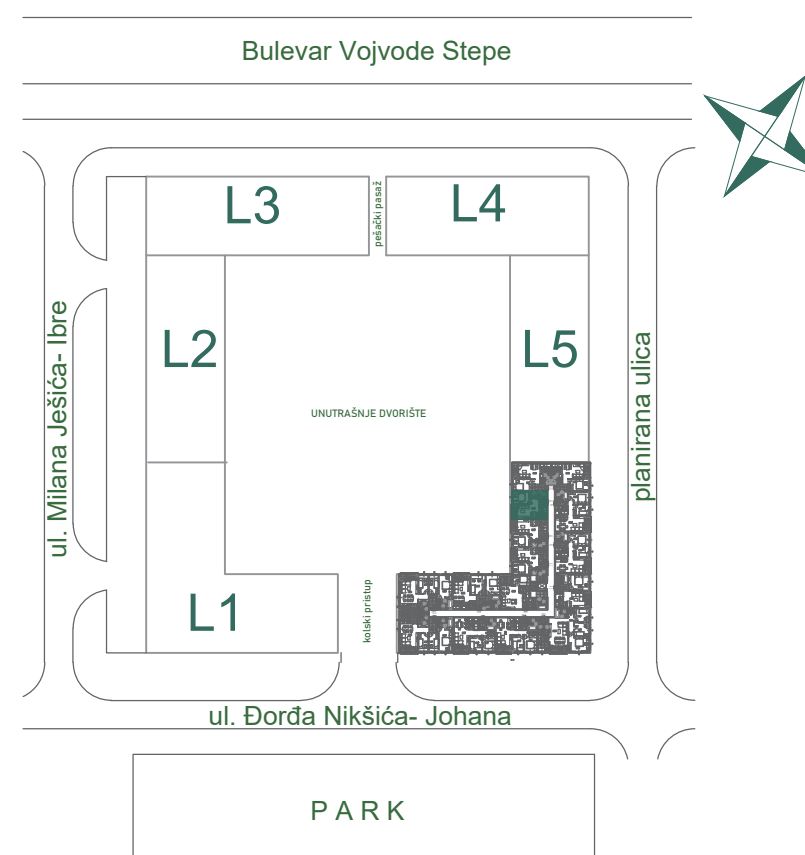 Bulevar Vojvode Stepe
L3
pešački pasaž
L4
L2
L5
ul. Milana Ješića- Ibre
UNUTRAŠNJE DVORIŠTE
planirana ulica
L1
kolski pristup
ul. Đorđa Nikšića- Johana
PARK